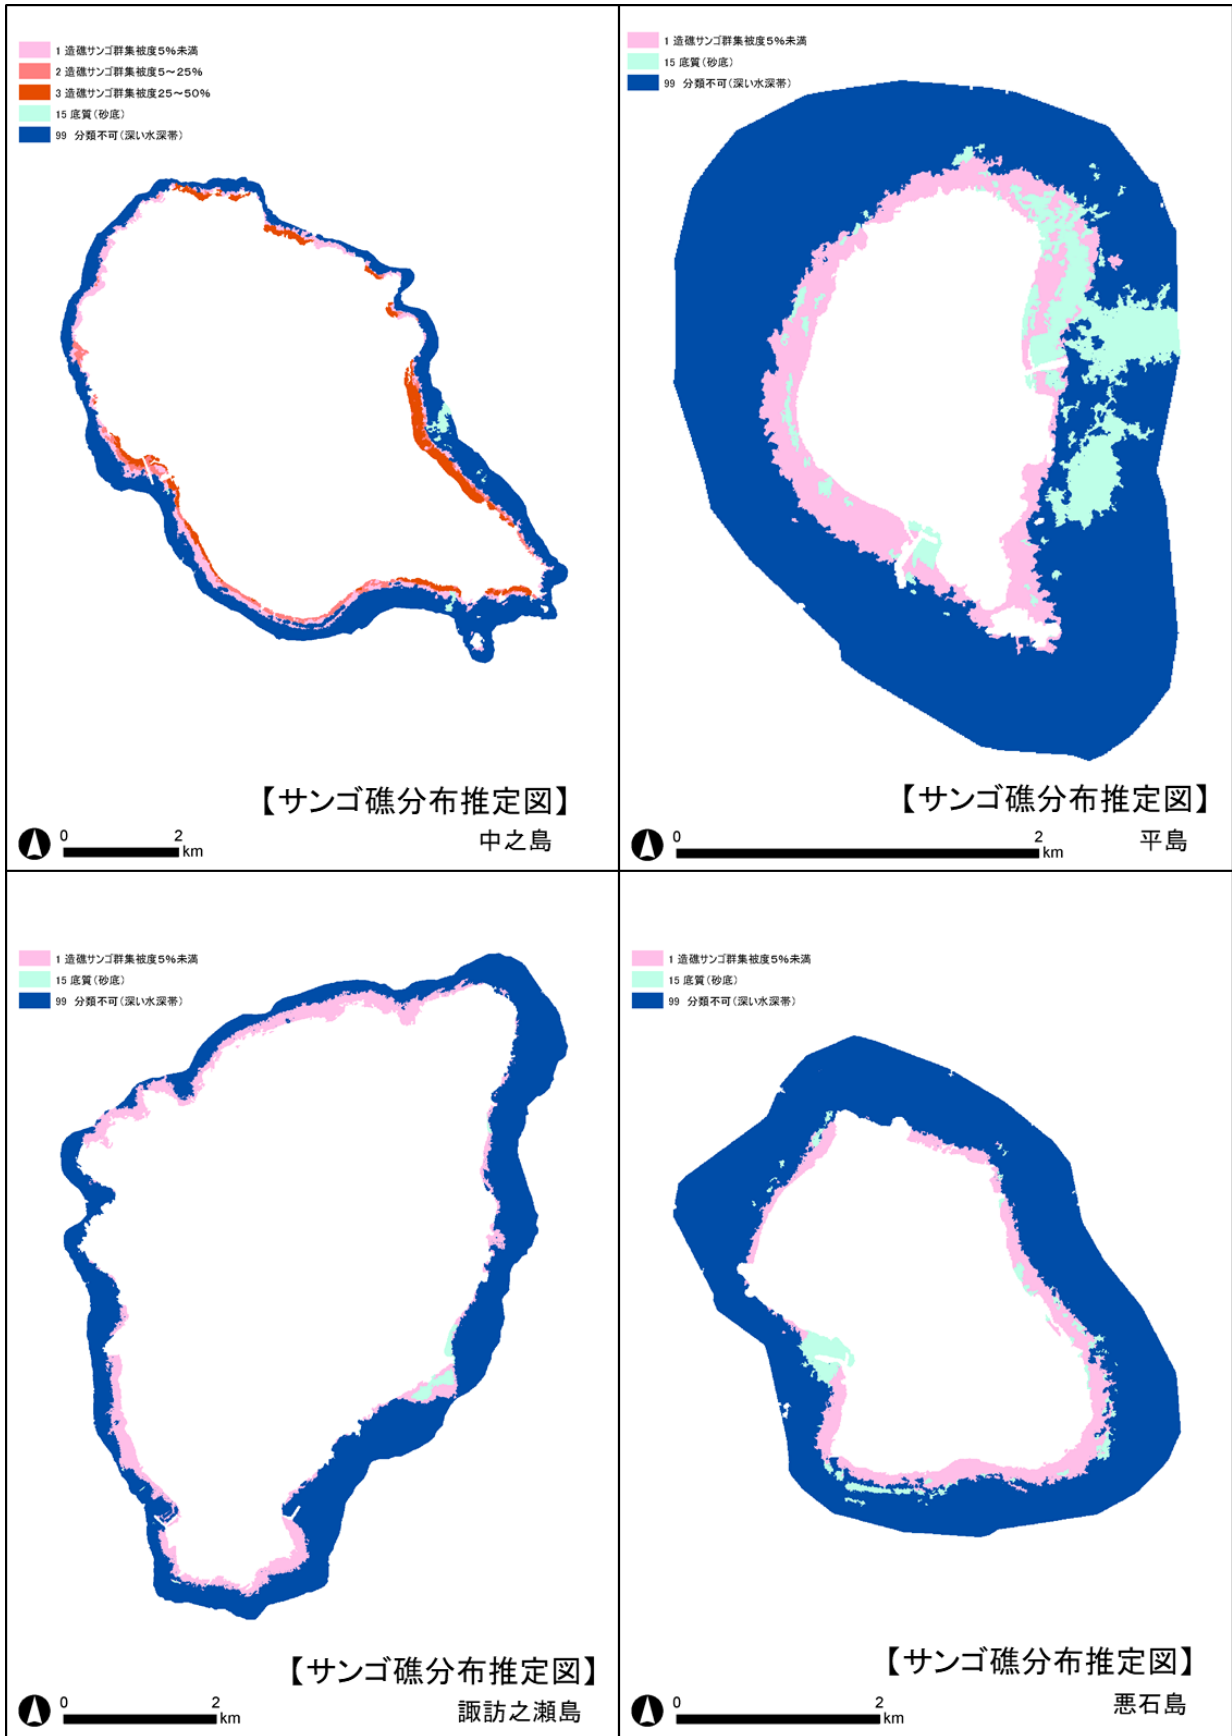 1 造礁サンゴ群集被度5%未満
2 造礁サンゴ群集被度5~25%
3 造礁サンゴ群集被度25~50%
15 底質(砂底)
99 分類不可(深い水深帯)
【サンゴ礁分布推定図】
中之島
0 2
km
1 造礁サンゴ群集被度5%未満
15 底質(砂底)
99 分類不可(深い水深帯)
【サンゴ礁分布推定図】
平島
0 2
km
1 造礁サンゴ群集被度5%未満
15 底質(砂底)
99 分類不可(深い水深帯)
【サンゴ礁分布推定図】
諏訪之瀬島
0 2
km
1 造礁サンゴ群集被度5%未満
15 底質(砂底)
99 分類不可(深い水深帯)
【サンゴ礁分布推定図】
悪石島
0 2
km